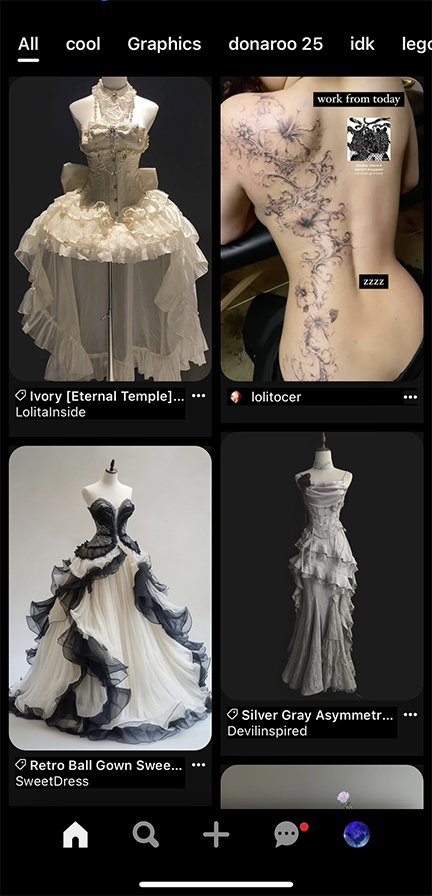 All cool Graphics donaroo 25 idk lego
work from today
zzzz
Ivory [Eternal Temple]...
LolitaInside
lolitocer
Retro Ball Gown Swee...
SweetDress
Silver Gray Asymmetr...
Devilinspired